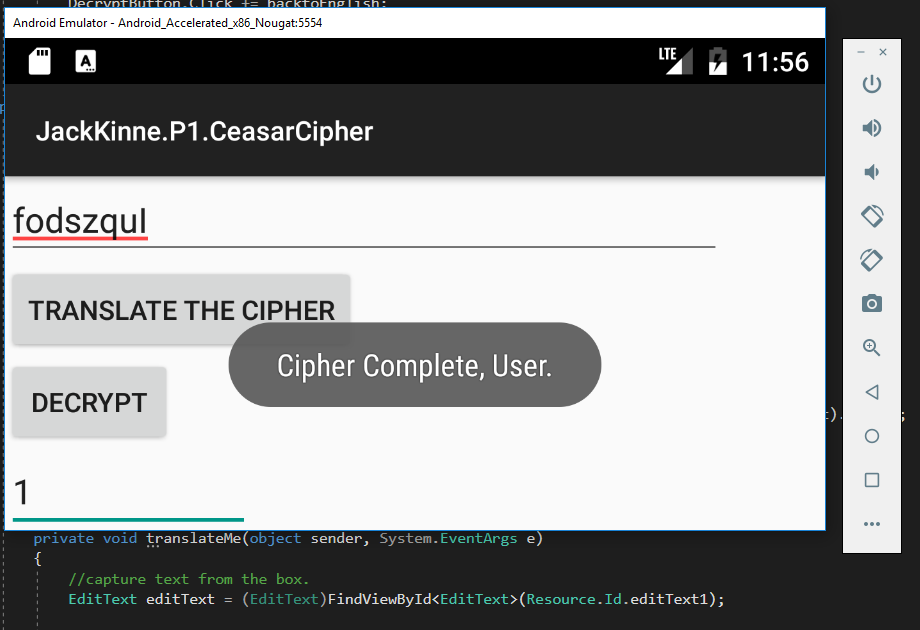 DecryptButton.Click += backtoEnglish;
Android Emulator - Android_Accelerated_x86_Nougat:5554
LTE 11:56
JackKinne.P1.CeasarCipher
fodszqul
TRANSLATE THE CIPHER
Cipher Complete, User.
DECRYPT
t). ;
1
private void translateMe(object sender, System.EventArgs e)
{
//capture text from the box.
EditText editText = (EditText)FindViewById<EditText>(Resource.Id.editText1);